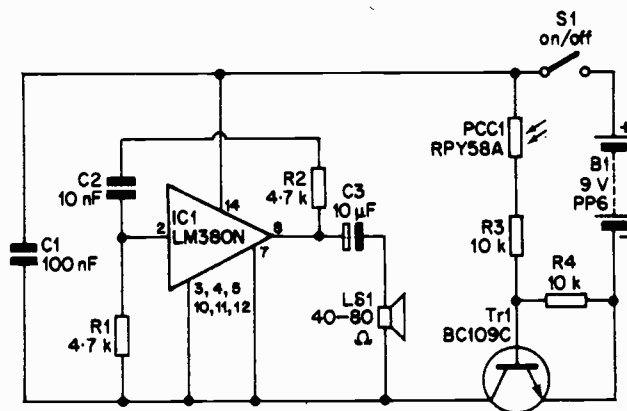 S1
on/off
PCC1
RPY58A
+
B1
9 V
PP6
−
C2
10 nF
R2
4·7 k
C3
10 µF
14
2
IC1
LM380N
8
7
R3
10 k
C1
100 nF
3, 4, 5
10, 11, 12
R4
10 k
LS1
40–80
Ω
Tr1
BC109C
R1
4·7 k